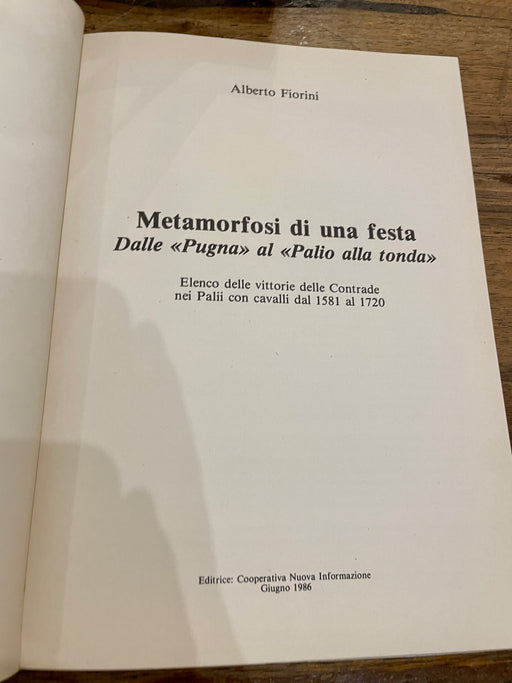 Alberto Fiorini
Metamorfosi di una festa
Dalle «Pugna» al «Palio alla tonda»
Elenco delle vittorie delle Contrade
nei Palii con cavalli dal 1581 al 1720
Editrice: Cooperativa Nuova Informazione
Giugno 1986